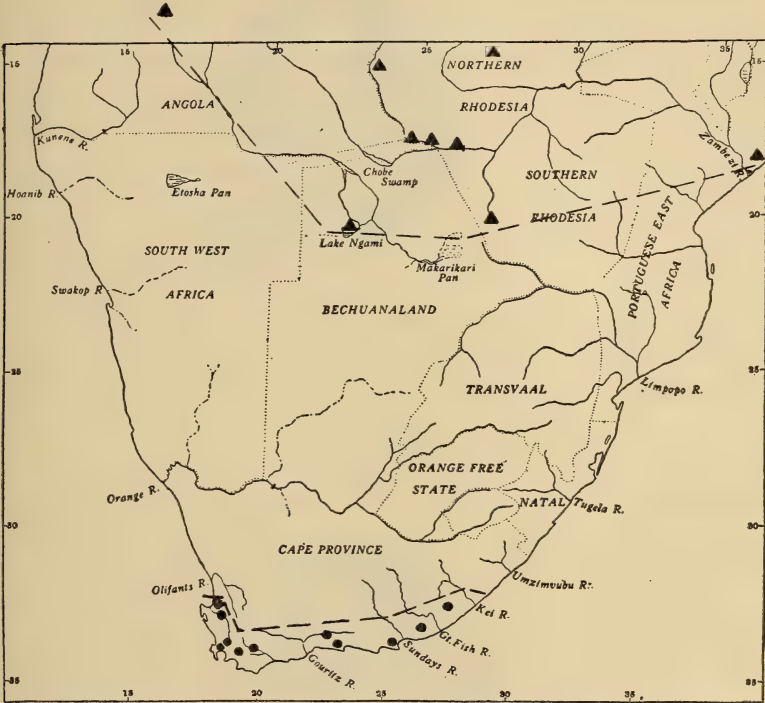 15 20 25 30 35
15
15
NORTHERN
ANGOLA
RHODESIA
Kunene R.
Zambezi R.
Chobe
Swamp
SOUTHERN
Hoanib R.
Etosha Pan
20
20
RHODESIA
Lake Ngami
SOUTH WEST
Makarikari
Pan
PORTUGUESE EAST
AFRICA
Swakop R
AFRICA
BECHUANALAND
25
25
TRANSVAAL
Limpopo R.
ORANGE FREE
STATE
Orange R.
NATAL
Tugela R.
30
30
CAPE PROVINCE
Olifants R.
Umzimvubu R.
Kei R.
Gt. Fish R.
Sundays R.
Gouritz R.
35
35
15 20 25 30 35